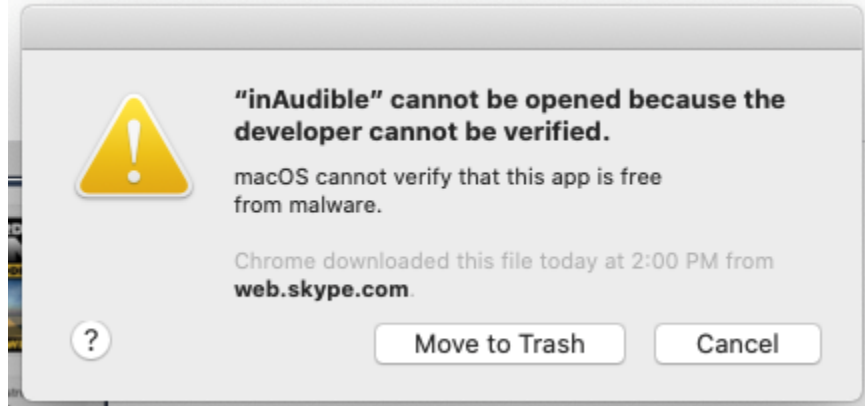 “inAudible” cannot be opened because the
developer cannot be verified.
macOS cannot verify that this app is free
from malware.
Chrome downloaded this file today at 2:00 PM from
web.skype.com.
?
Move to Trash
Cancel